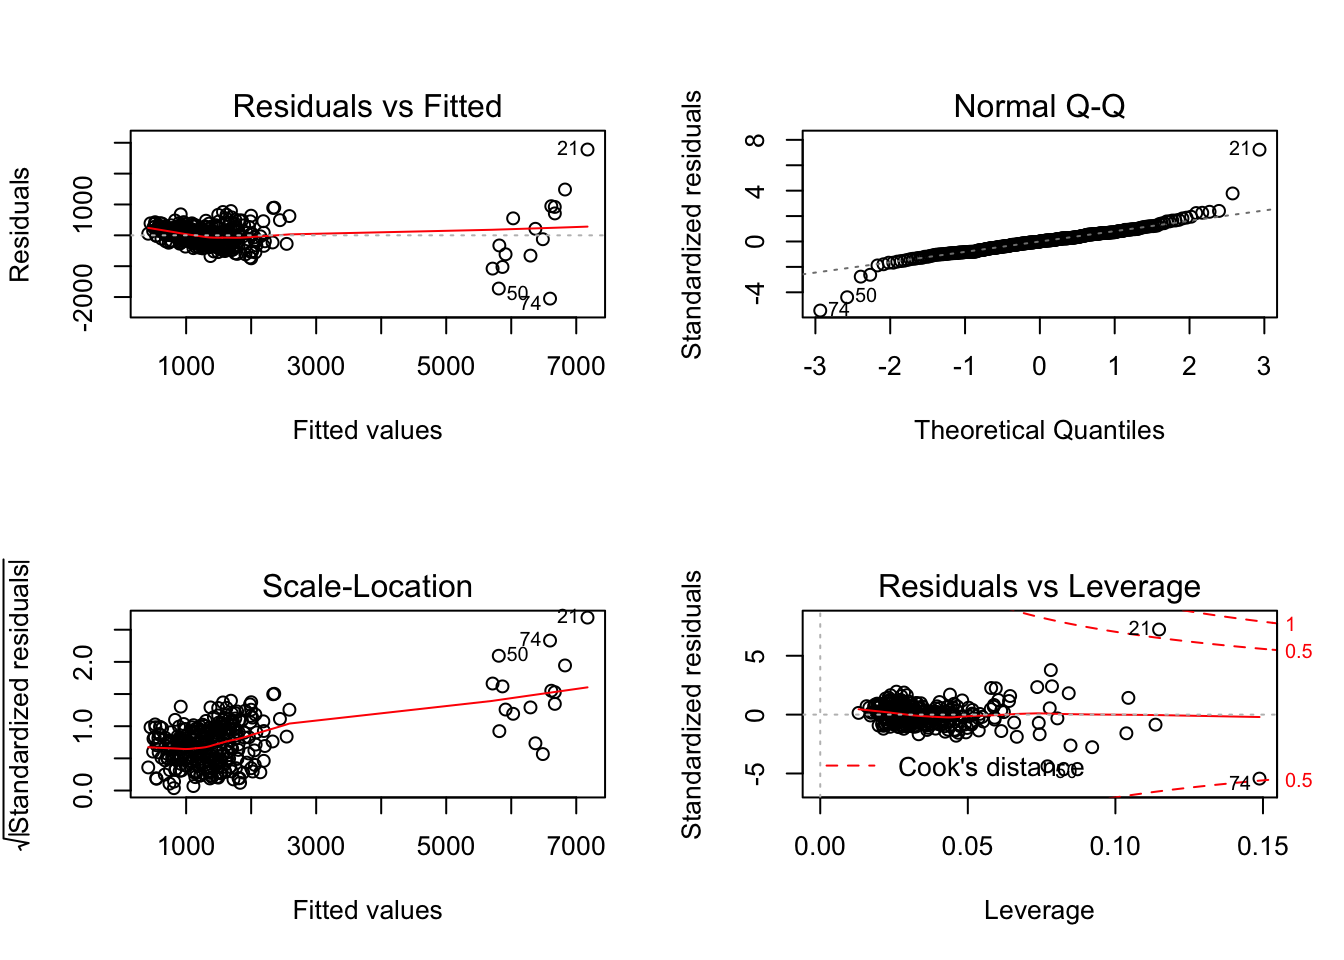 Residuals vs Fitted
Residuals
1000
-2000
21
50
74
1000 3000 5000 7000
Fitted values
Normal Q-Q
Standardized residuals
8
4
0
-4
21
50
74
-3 -2 -1 0 1 2 3
Theoretical Quantiles
Scale-Location
√|Standardized residuals|
2.0
1.0
0.0
21
74
50
1000 3000 5000 7000
Fitted values
Residuals vs Leverage
Standardized residuals
5
0
-5
21
50
74
1
0.5
0.5
Cook's distance
0.00 0.05 0.10 0.15
Leverage